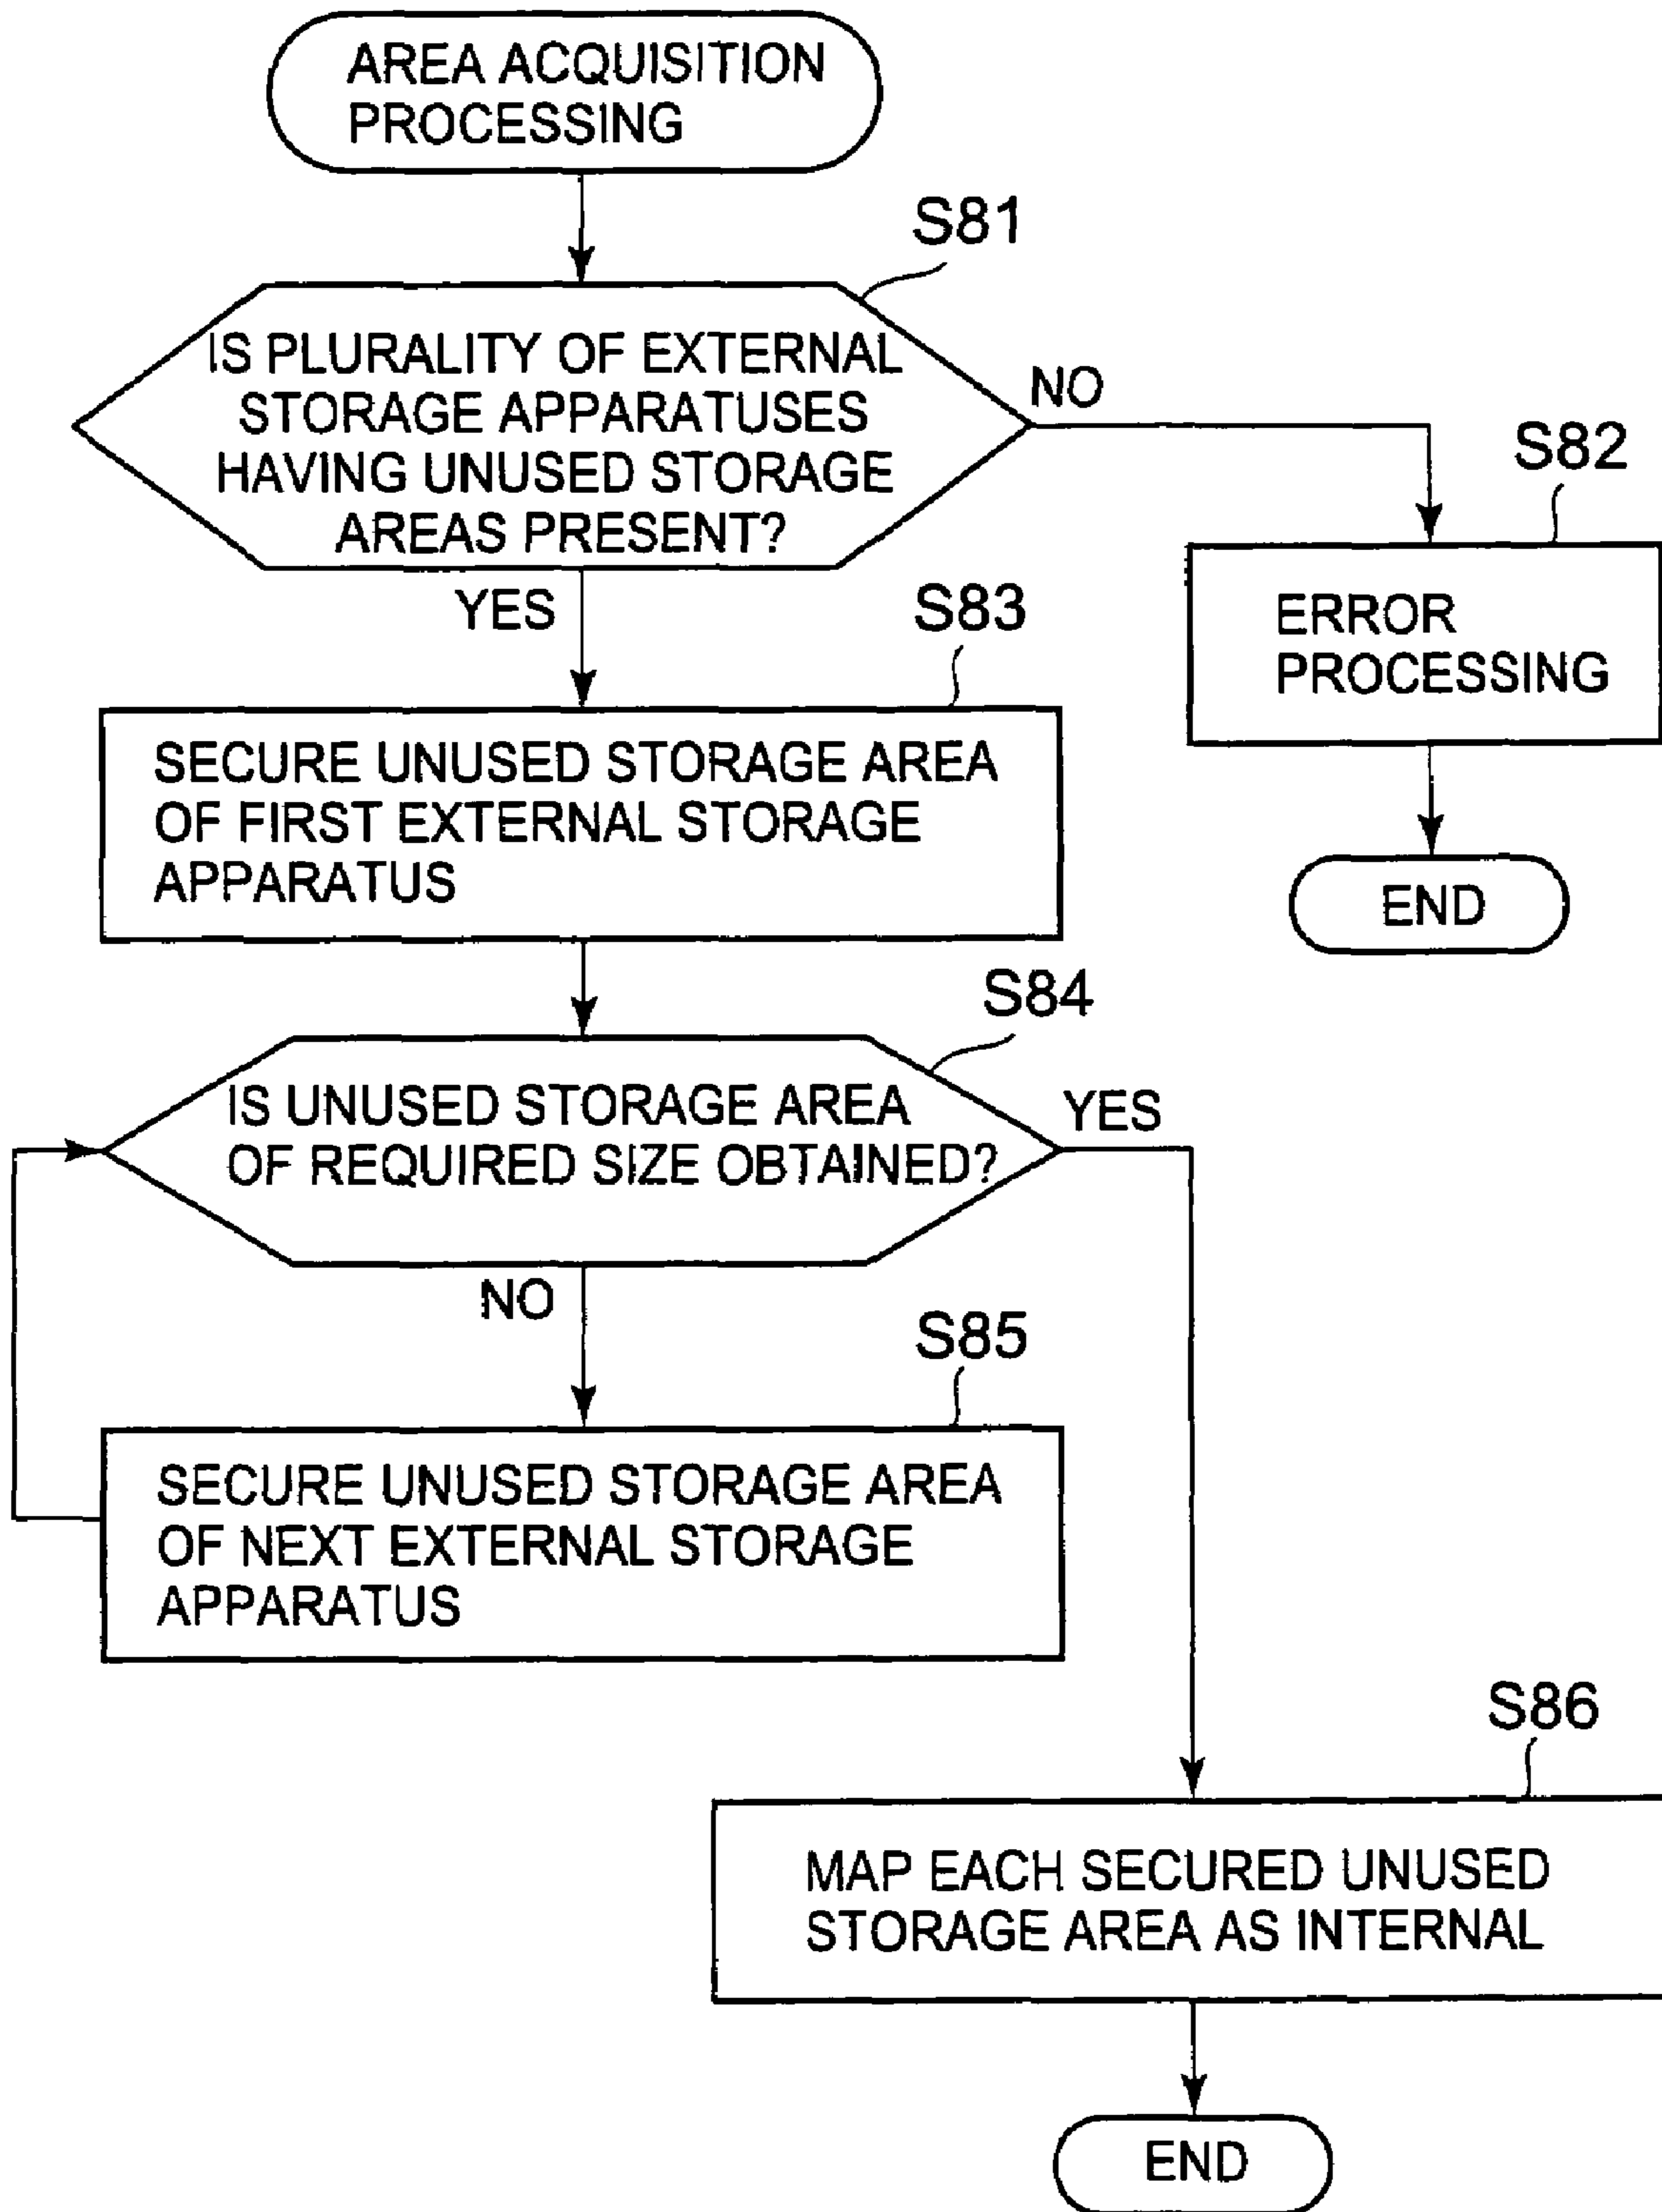 AREA ACQUISITION
PROCESSING
S81
IS PLURALITY OF EXTERNAL
STORAGE APPARATUSES
HAVING UNUSED STORAGE
AREAS PRESENT?
NO
S82
ERROR
PROCESSING
END
YES
S83
SECURE UNUSED STORAGE AREA
OF FIRST EXTERNAL STORAGE
APPARATUS
S84
IS UNUSED STORAGE AREA
OF REQUIRED SIZE OBTAINED?
YES
NO
S85
SECURE UNUSED STORAGE AREA
OF NEXT EXTERNAL STORAGE
APPARATUS
S86
MAP EACH SECURED UNUSED
STORAGE AREA AS INTERNAL
END